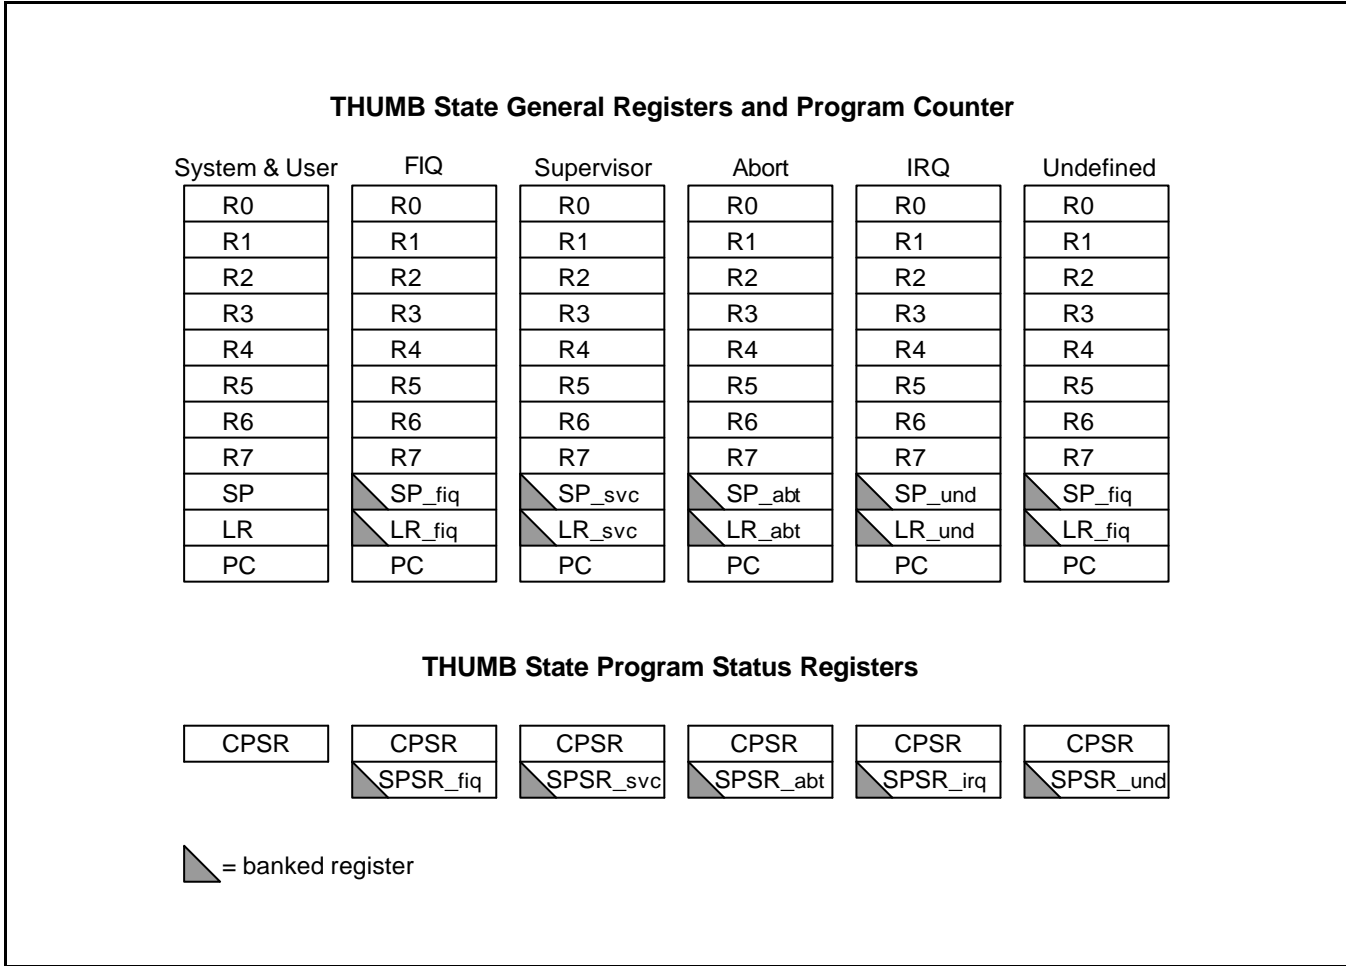 THUMB State General Registers and Program Counter
System & User FIQ Supervisor Abort IRQ Undefined
R0 R0 R0 R0 R0 R0
R1 R1 R1 R1 R1 R1
R2 R2 R2 R2 R2 R2
R3 R3 R3 R3 R3 R3
R4 R4 R4 R4 R4 R4
R5 R5 R5 R5 R5 R5
R6 R6 R6 R6 R6 R6
R7 R7 R7 R7 R7 R7
SP SP_fiq SP_svc SP_abt SP_und SP_fiq
LR LR_fiq LR_svc LR_abt LR_und LR_fiq
PC PC PC PC PC PC
THUMB State Program Status Registers
CPSR CPSR CPSR CPSR CPSR CPSR
SPSR_fiq SPSR_svc SPSR_abt SPSR_irq SPSR_und
= banked register